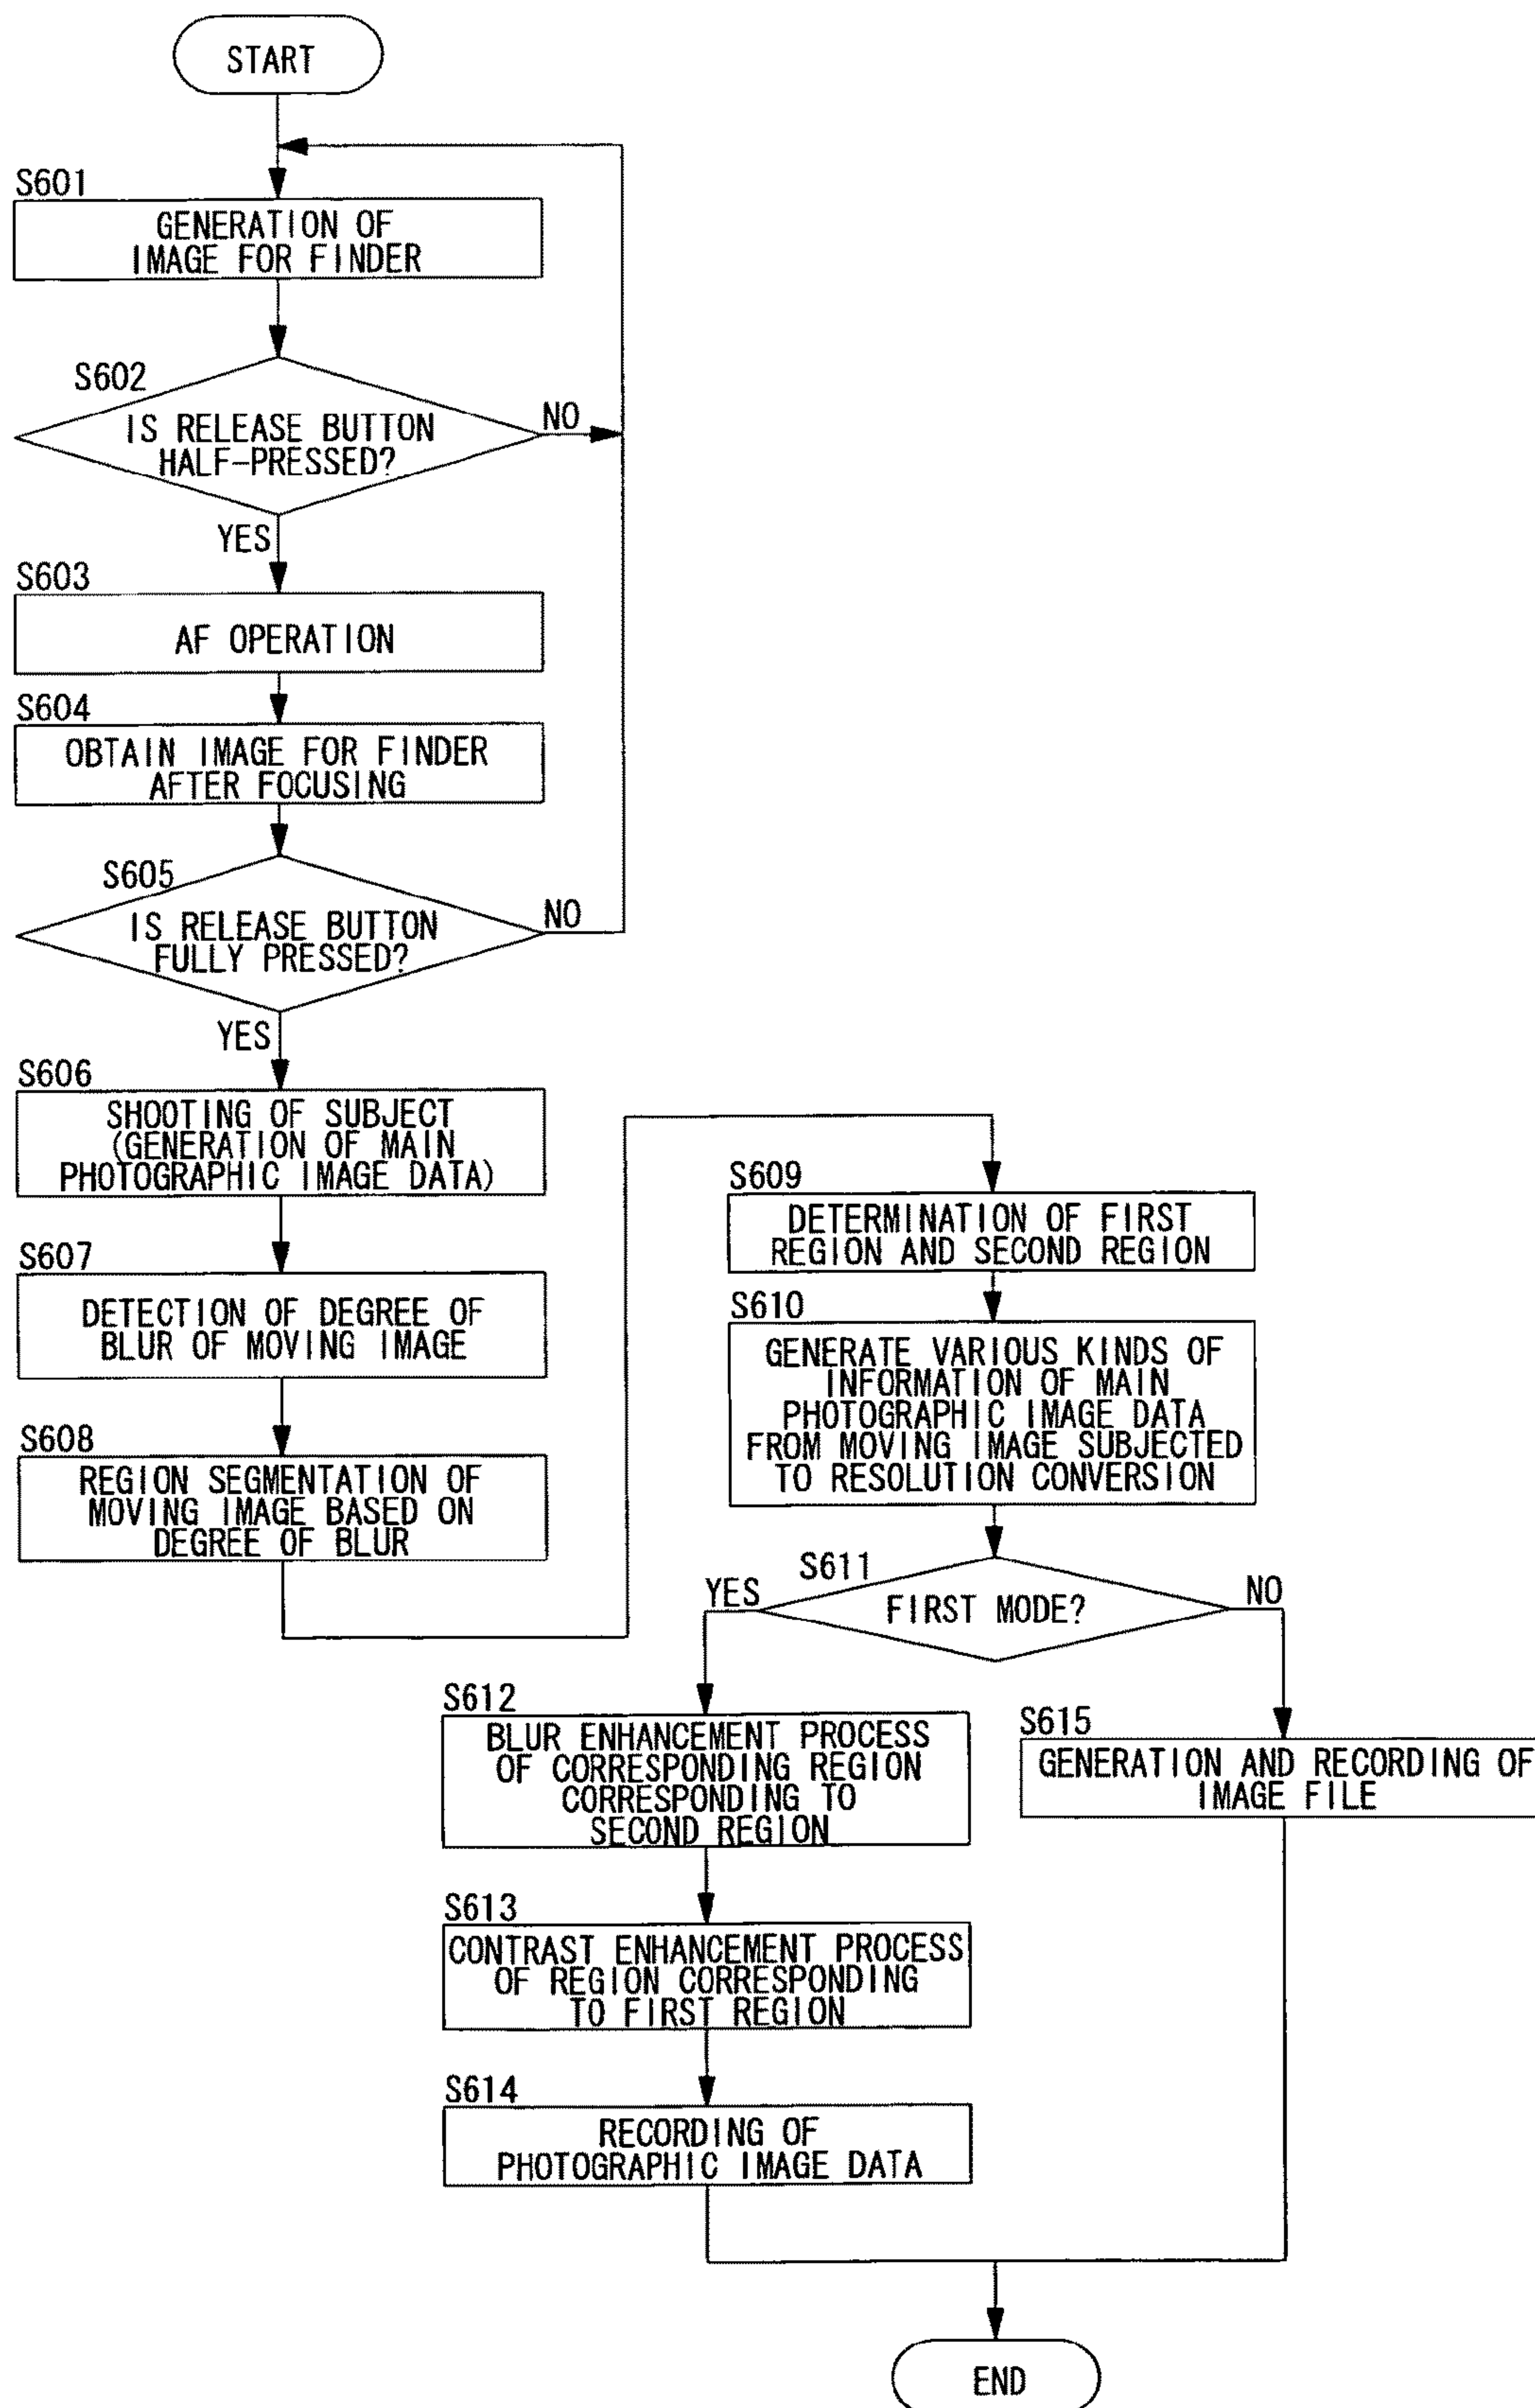 START
S601
GENERATION OF
IMAGE FOR FINDER
S602
IS RELEASE BUTTON
HALF-PRESSED?
NO
YES
S603
AF OPERATION
S604
OBTAIN IMAGE FOR FINDER
AFTER FOCUSING
S605
IS RELEASE BUTTON
FULLY PRESSED?
NO
YES
S606
SHOOTING OF SUBJECT
(GENERATION OF MAIN
PHOTOGRAPHIC IMAGE DATA)
S607
DETECTION OF DEGREE OF
BLUR OF MOVING IMAGE
S608
REGION SEGMENTATION OF
MOVING IMAGE BASED ON
DEGREE OF BLUR
S609
DETERMINATION OF FIRST
REGION AND SECOND REGION
S610
GENERATE VARIOUS KINDS OF
INFORMATION OF MAIN
PHOTOGRAPHIC IMAGE DATA
FROM MOVING IMAGE SUBJECTED
TO RESOLUTION CONVERSION
S611
FIRST MODE?
YES
NO
S612
BLUR ENHANCEMENT PROCESS
OF CORRESPONDING REGION
CORRESPONDING TO
SECOND REGION
S613
CONTRAST ENHANCEMENT PROCESS
OF REGION CORRESPONDING
TO FIRST REGION
S614
RECORDING OF
PHOTOGRAPHIC IMAGE DATA
S615
GENERATION AND RECORDING OF
IMAGE FILE
END